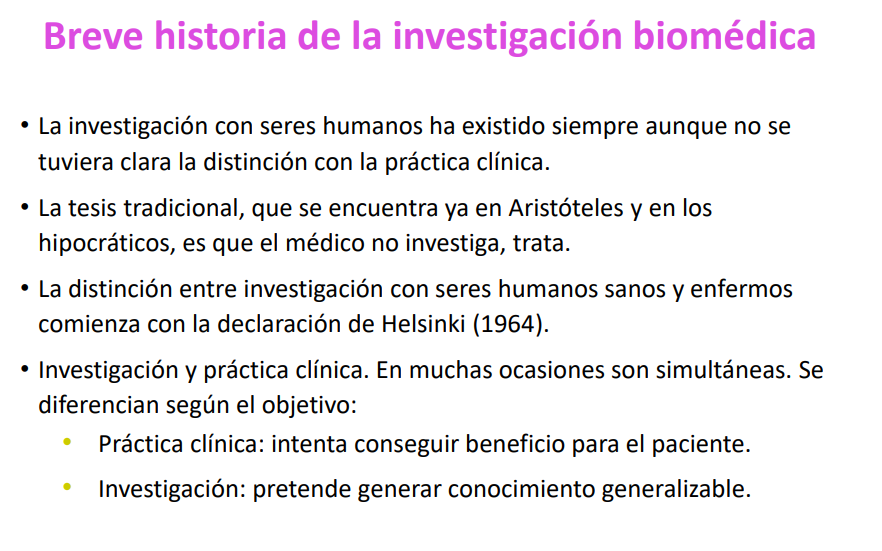 Breve historia de la investigación biomédica
• La investigación con seres humanos ha existido siempre aunque no se
tuviera clara la distinción con la práctica clínica.
• La tesis tradicional, que se encuentra ya en Aristóteles y en los
hipocráticos, es que el médico no investiga, trata.
• La distinción entre investigación con seres humanos sanos y enfermos
comienza con la declaración de Helsinki (1964).
• Investigación y práctica clínica. En muchas ocasiones son simultáneas. Se
diferencian según el objetivo:
• Práctica clínica: intenta conseguir beneficio para el paciente.
• Investigación: pretende generar conocimiento generalizable.